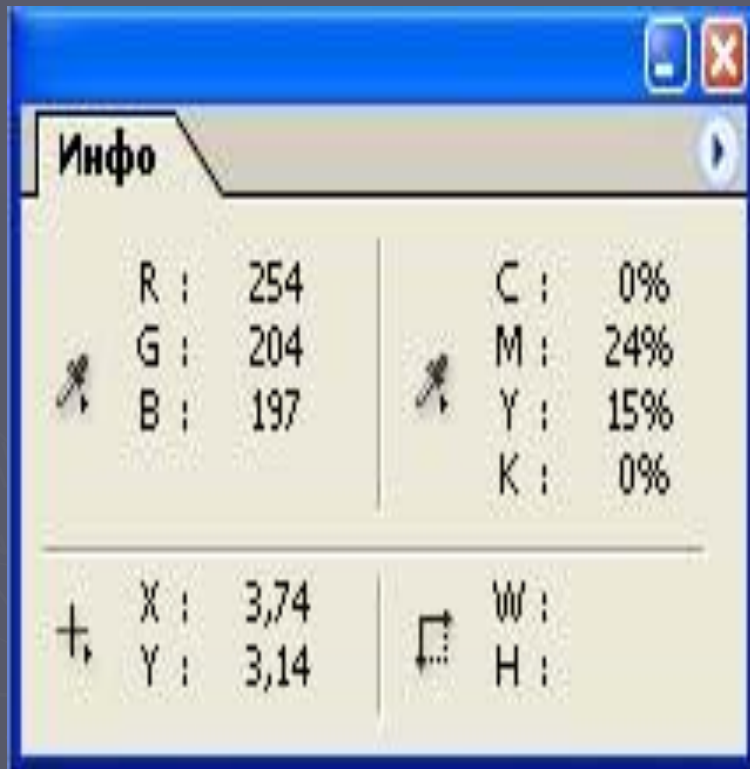 Инфо
R : 254
G : 204
B : 197
C : 0%
M : 24%
Y : 15%
K : 0%
X : 3,74
Y : 3,14
W :
H :